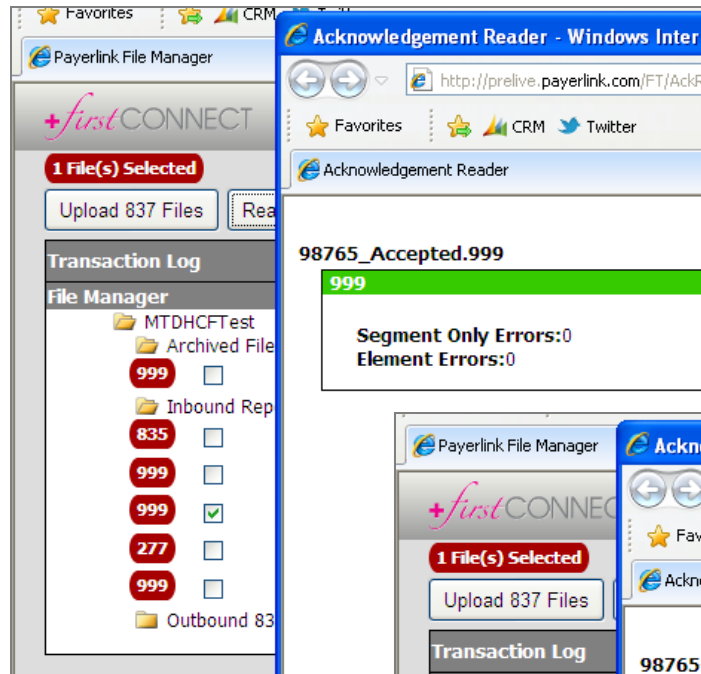 Favorites CRM
Payerlink File Manager
+firstCONNECT
1 File(s) Selected
Upload 837 Files
Transaction Log
File Manager
MTDHCFTest
Archived File
999
Inbound Rep
835
999
999
277
999
Outbound 83
Acknowledgement Reader - Windows Inter
http://prelive.payerlink.com/FT/AckR
Favorites CRM Twitter
Acknowledgement Reader
98765_Accepted.999
999
Segment Only Errors:0
Element Errors:0
Payerlink File Manager
+firstCONNEC
1 File(s) Selected
Upload 837 Files
Transaction Log
Ackn
Fav
Ackn
98765